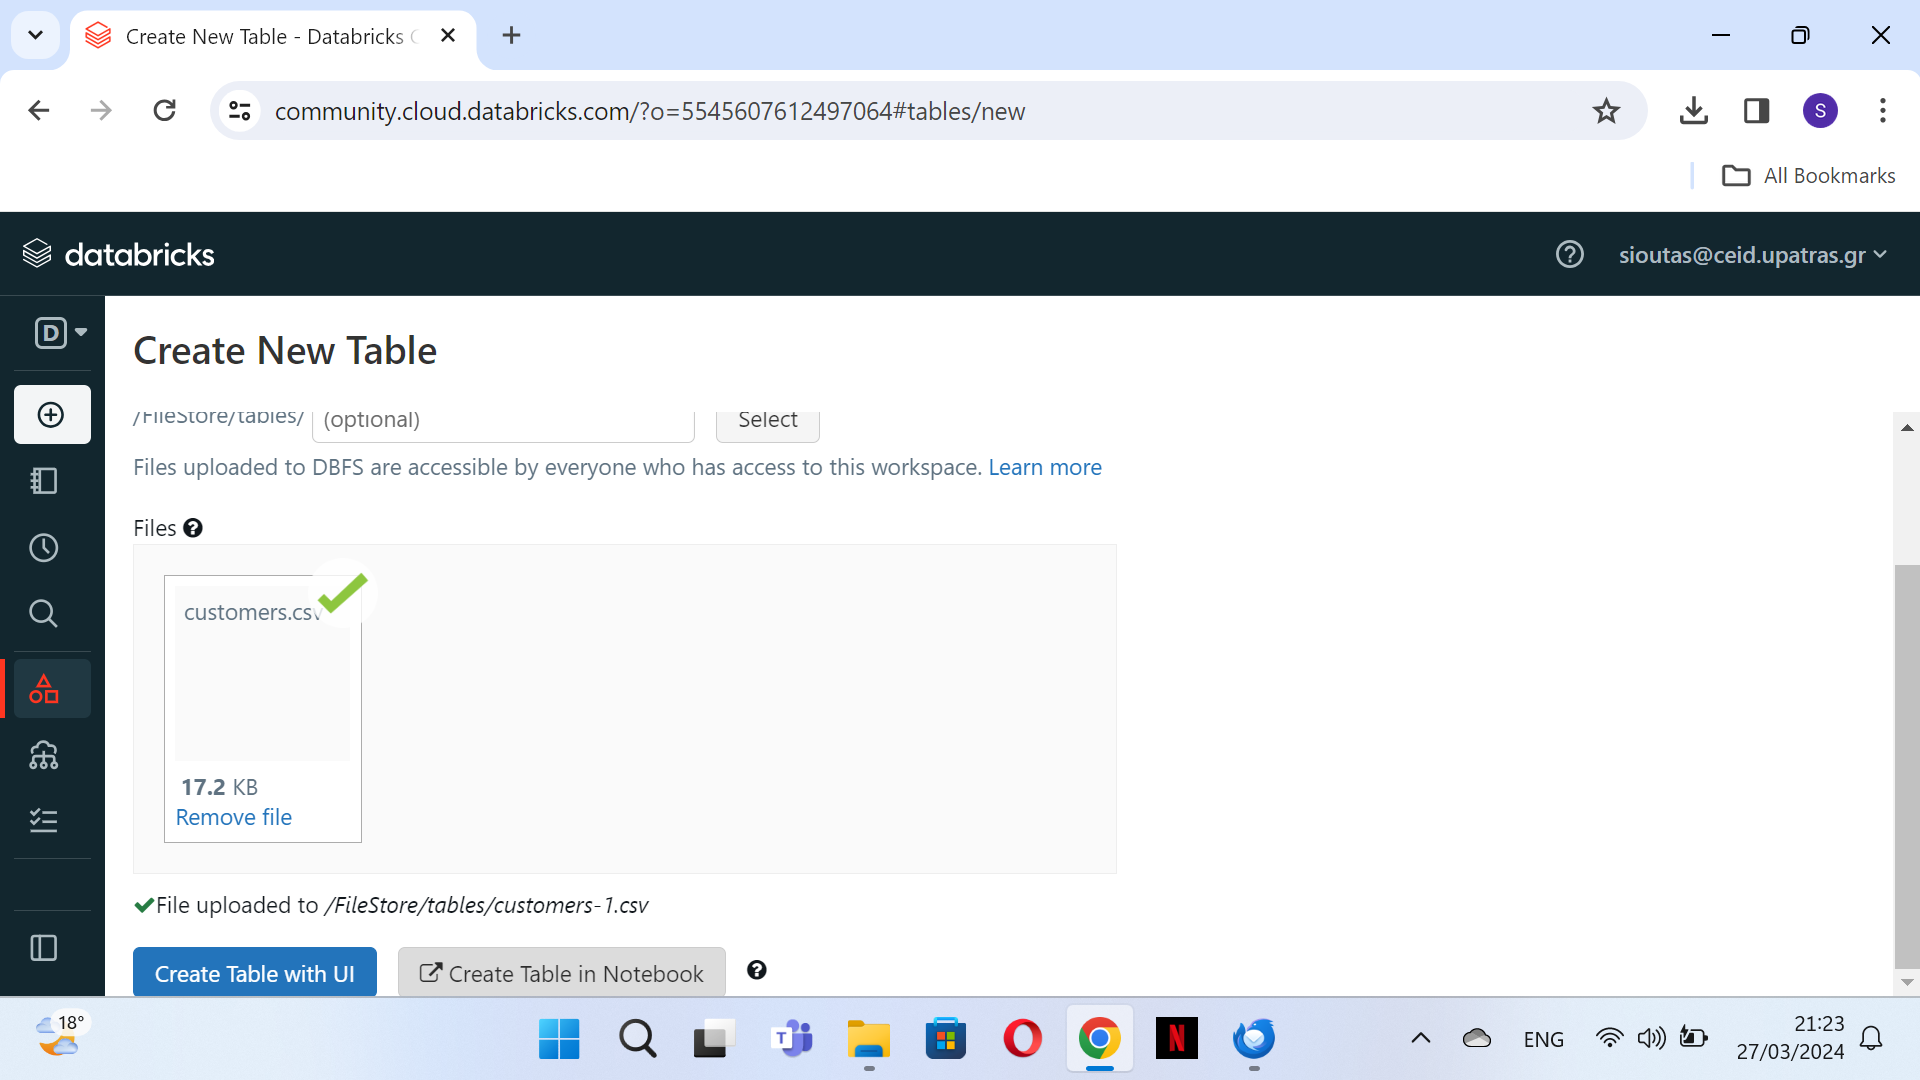 Create New Table - Databricks C
community.cloud.databricks.com/?o=5545607612497064#tables/new
S
All Bookmarks
databricks
sioutas@ceid.upatras.gr
D
Create New Table
/FileStore/tables/
(optional)
Select
Files uploaded to DBFS are accessible by everyone who has access to this workspace. Learn more
Files
customers.csv
17.2 KB
Remove file
File uploaded to /FileStore/tables/customers-1.csv
Create Table with UI
Create Table in Notebook
18°
T
N
ENG
21:23
27/03/2024